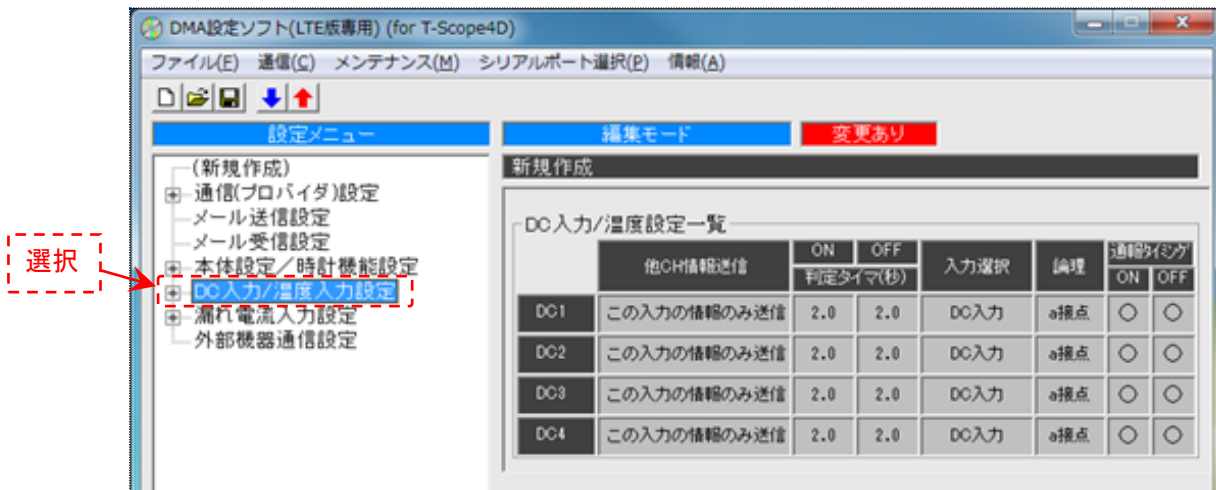 DMA設定ソフト(LTE版専用) (for T-Scope4D)
ファイル(F) 通信(C) メンテナンス(M) シリアルポート選択(P) 情報(A)
設定メニュー 編集モード 変更あり
(新規作成)
通信(プロバイダ)設定
メール送信設定
メール受信設定
本体設定/時計機能設定
DC入力/温度入力設定
漏れ電流入力設定
外部機器通信設定
選択
新規作成
DC入力/温度設定一覧
他CH情報送信 ON OFF 入力選択 論理 通報タイミング
判定タイマ(秒) ON OFF
DC1 この入力の情報のみ送信 2.0 2.0 DC入力 a接点 ○ ○
DC2 この入力の情報のみ送信 2.0 2.0 DC入力 a接点 ○ ○
DC3 この入力の情報のみ送信 2.0 2.0 DC入力 a接点 ○ ○
DC4 この入力の情報のみ送信 2.0 2.0 DC入力 a接点 ○ ○